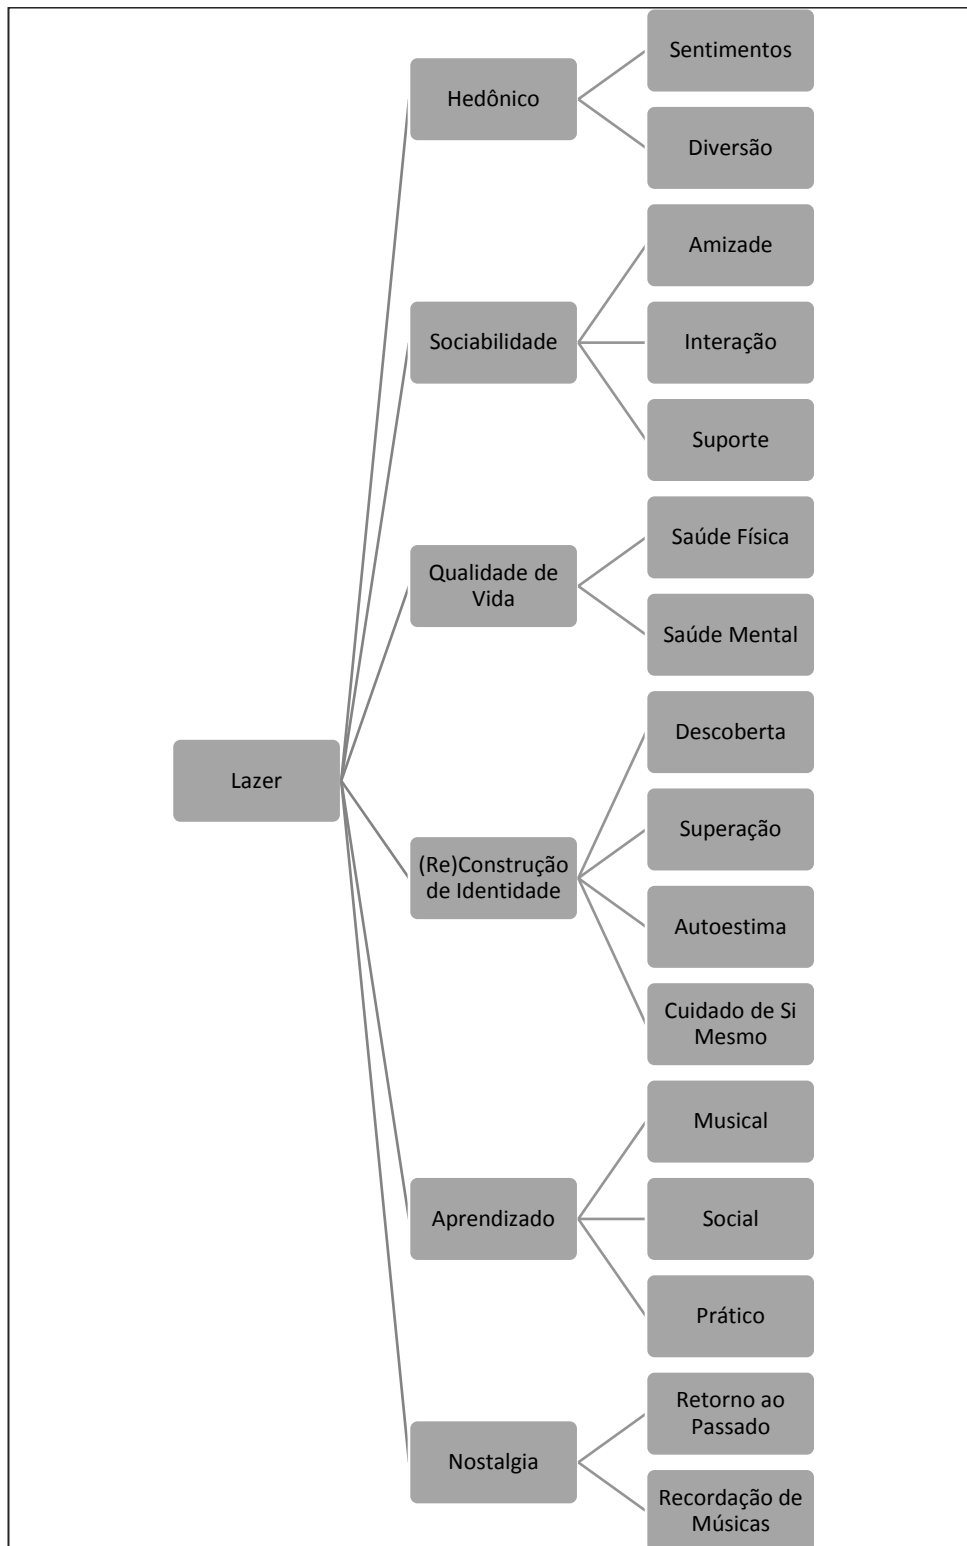 Lazer
Hedônico
Sentimentos
Diversão
Sociabilidade
Amizade
Interação
Suporte
Qualidade de
Vida
Saúde Física
Saúde Mental
(Re)Construção
de Identidade
Descoberta
Superação
Autoestima
Cuidado de Si
Mesmo
Aprendizado
Musical
Social
Prático
Nostalgia
Retorno ao
Passado
Recordação de
Músicas